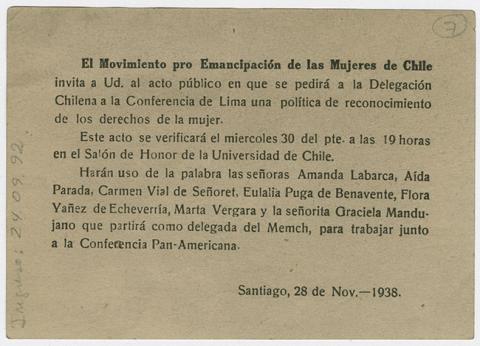 7
El Movimiento pro Emancipación de las Mujeres de Chile
invita a Ud. al acto público en que se pedirá a la Delegación
Chilena a la Conferencia de Lima una política de reconocimiento
de los derechos de la mujer.
Este acto se verificará el miercoles 30 del pte. a las 19 horas
en el Salón de Honor de la Universidad de Chile.
Harán uso de la palabra las señoras Amanda Labarca, Aída
Parada, Carmen Vial de Señoret, Eulalia Puga de Benavente, Flora
Yañez de Echeverría, Marta Vergara y la señorita Graciela Mandu-
jano que partirá como delegada del Memch, para trabajar junto
a la Conferencia Pan-Americana.
Santiago, 28 de Nov.—1938.
Ingreso: 24.09.92.